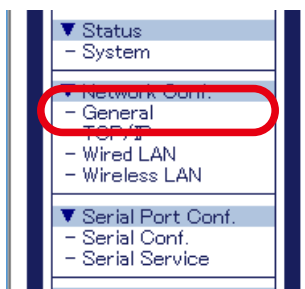 ▼ Status
- System
▼ Network Conf.
- General
- TCP/IP
- Wired LAN
- Wireless LAN
▼ Serial Port Conf.
- Serial Conf.
- Serial Service